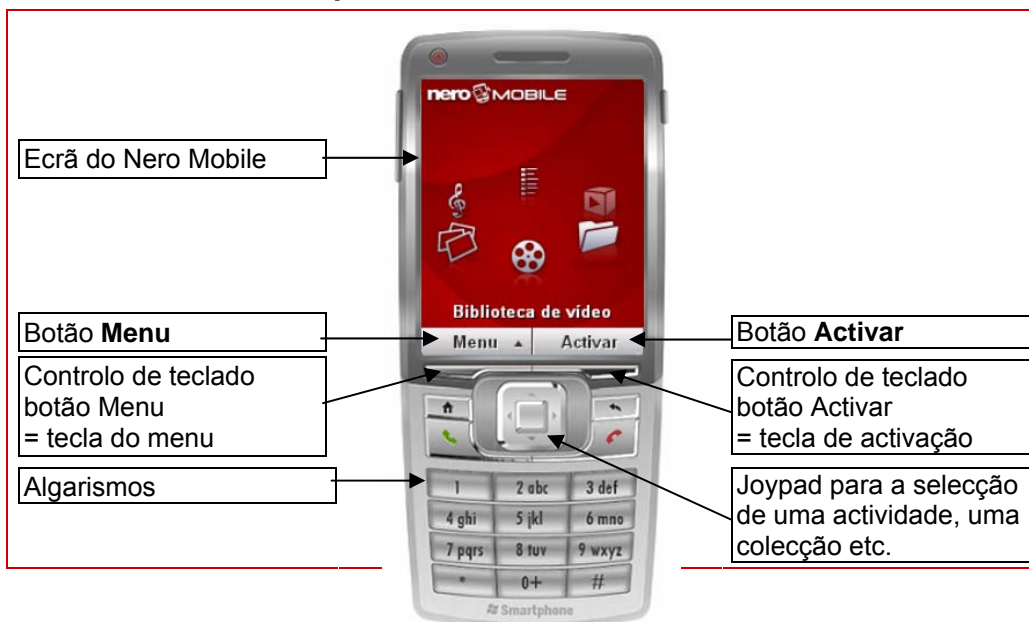 nero MOBILE
Ecrã do Nero Mobile
Biblioteca de vídeo
Botão Menu
Menu
Activar
Botão Activar
Controlo de teclado
botão Menu
= tecla do menu
Controlo de teclado
botão Activar
= tecla de activação
Algarismos
Joypad para a selecção
de uma actividade, uma
colecção etc.
1 2 abc 3 def
4 ghi 5 jkl 6 mno
7 pqrs 8 tuv 9 wxyz
* 0+ #
Smartphone